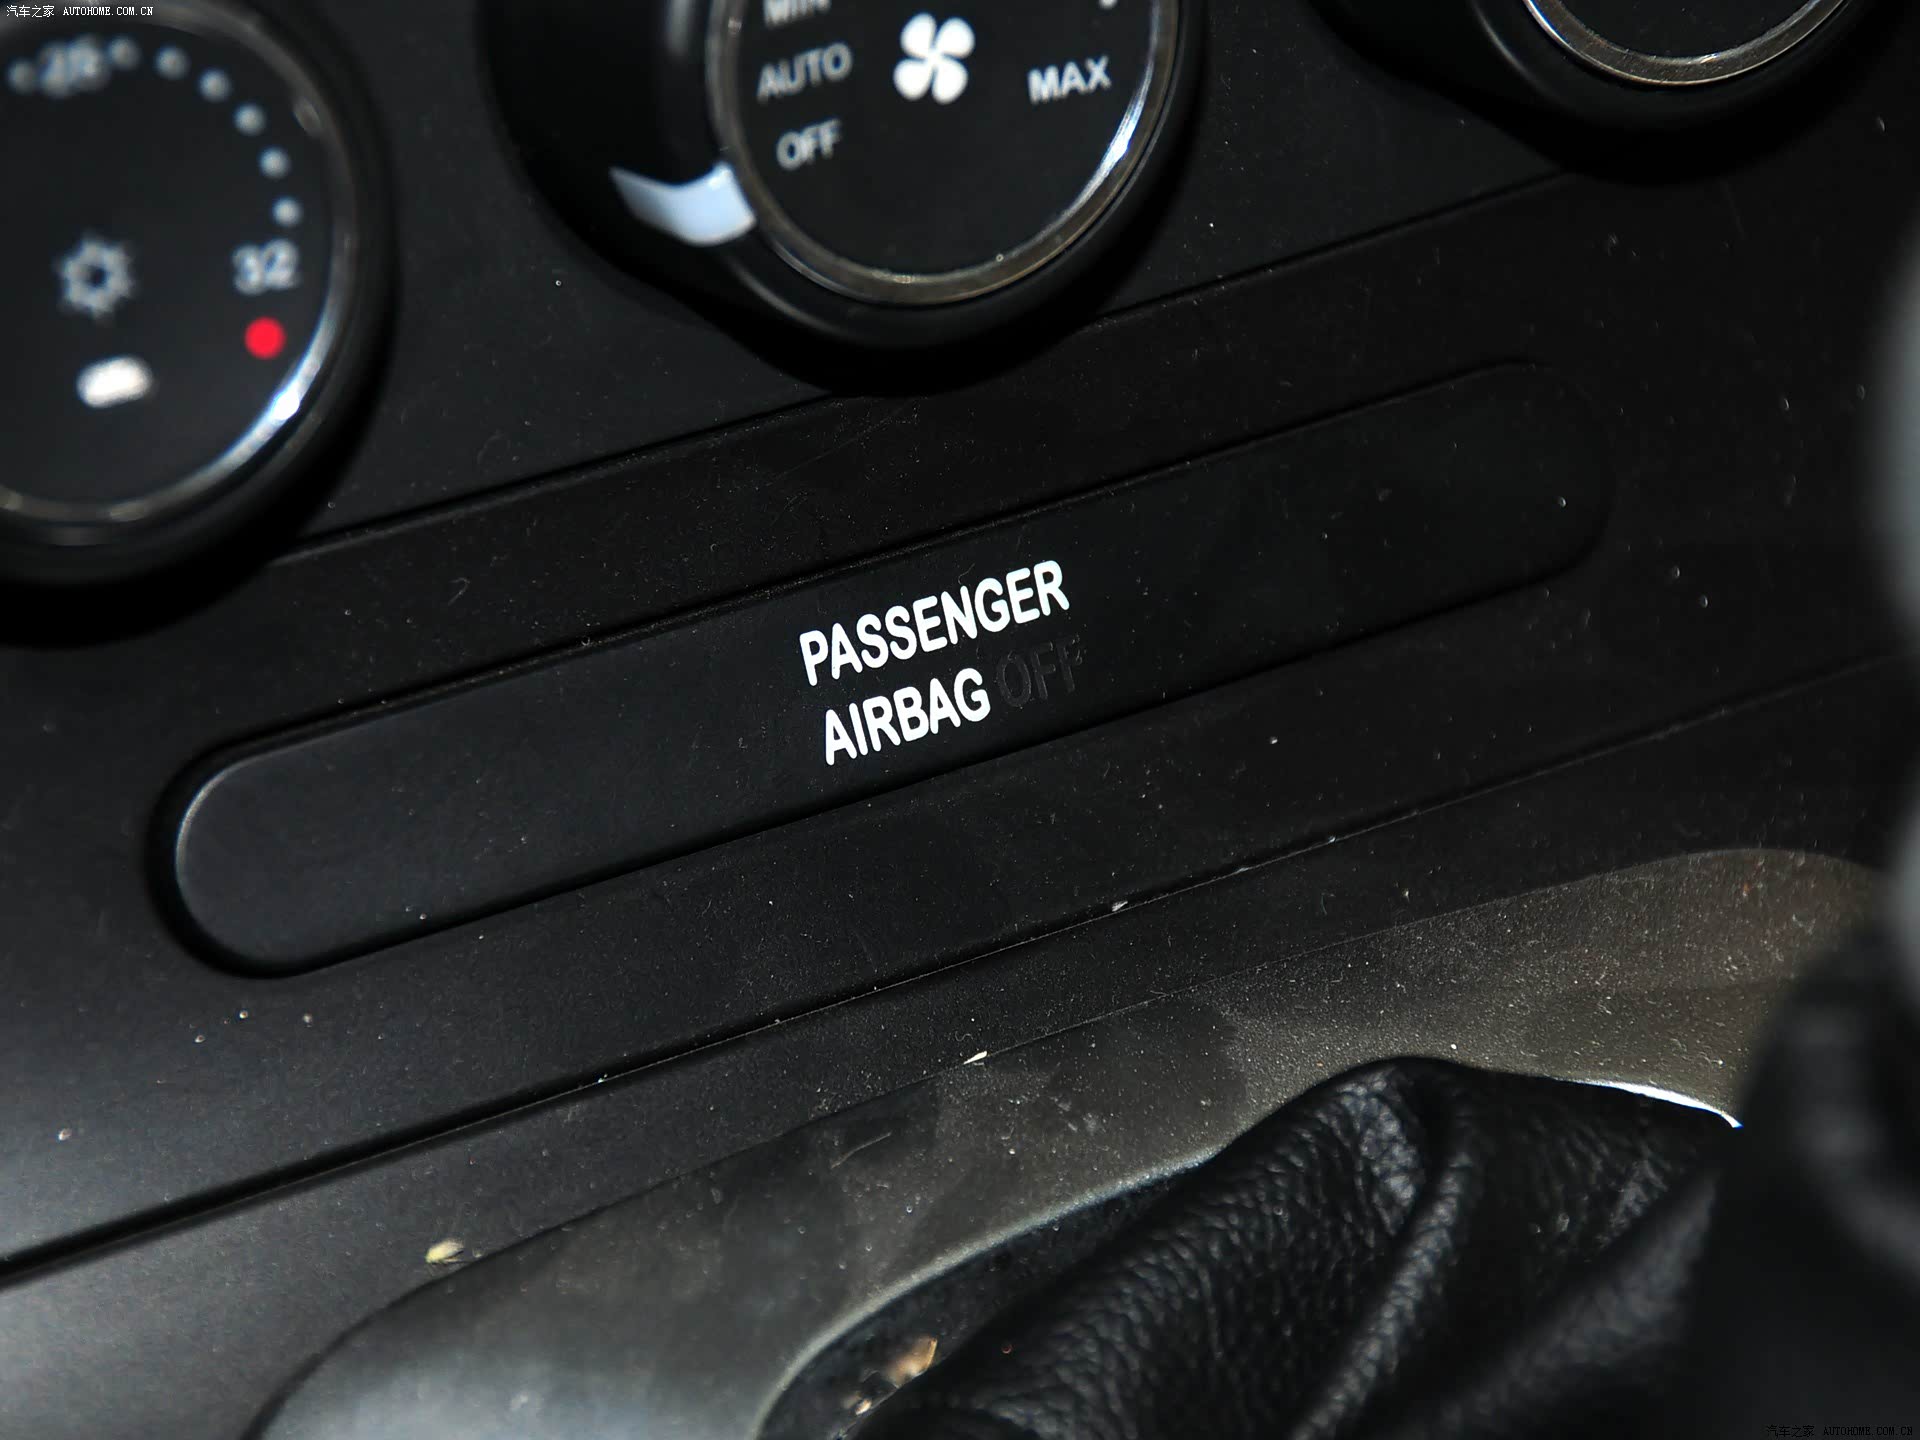 汽车之家 AUTOHOME.COM.CN
MIN
AUTO
OFF
MAX
32
PASSENGER
AIRBAG OFF
汽车之家 AUTOHOME.COM.CN